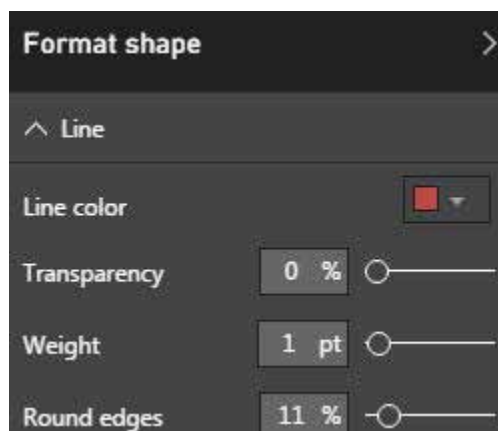 Format shape
Line
Line color
Transparency 0 %
Weight 1 pt
Round edges 11 %